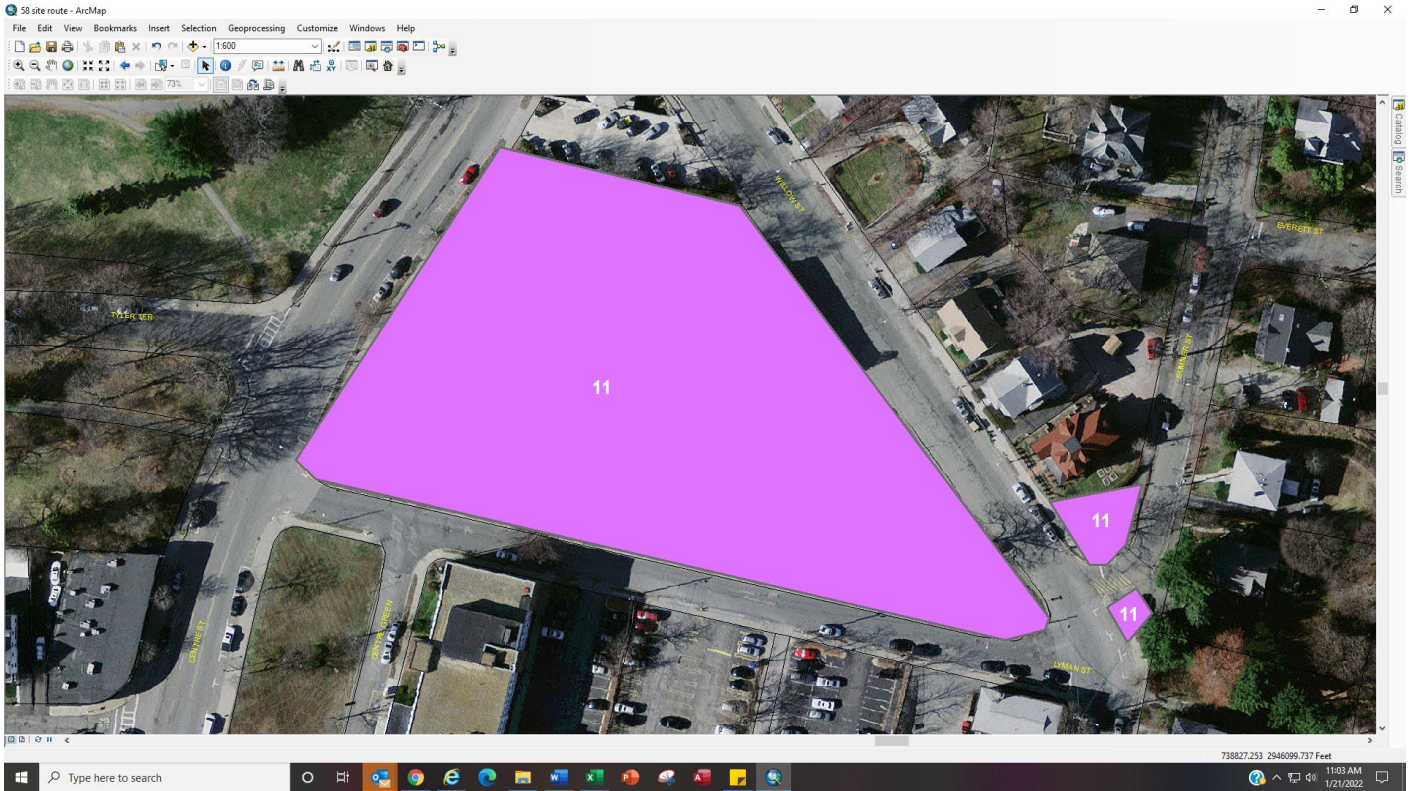 58 site route - ArcMap
File Edit View Bookmarks Insert Selection Geoprocessing Customize Windows Help
1:600
73%
Catalog
Search
WILLOW ST
EVERETT ST
TYLER TER
SUMNER ST
11
11
11
CENTRE ST
CENTRE GREEN
LYMAN ST
738827.253 2946099.737 Feet
Type here to search
11:03 AM
1/21/2022